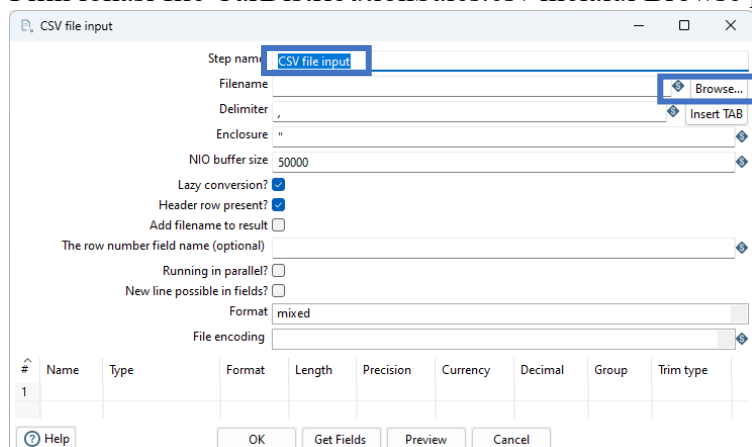 CSV file input
Step name CSV file input
Filename Browse...
Delimiter , Insert TAB
Enclosure "
NIO buffer size 50000
Lazy conversion?
Header row present?
Add filename to result
The row number field name (optional)
Running in parallel?
New line possible in fields?
Format mixed
File encoding
# Name Type Format Length Precision Currency Decimal Group Trim type
1
Help OK Get Fields Preview Cancel